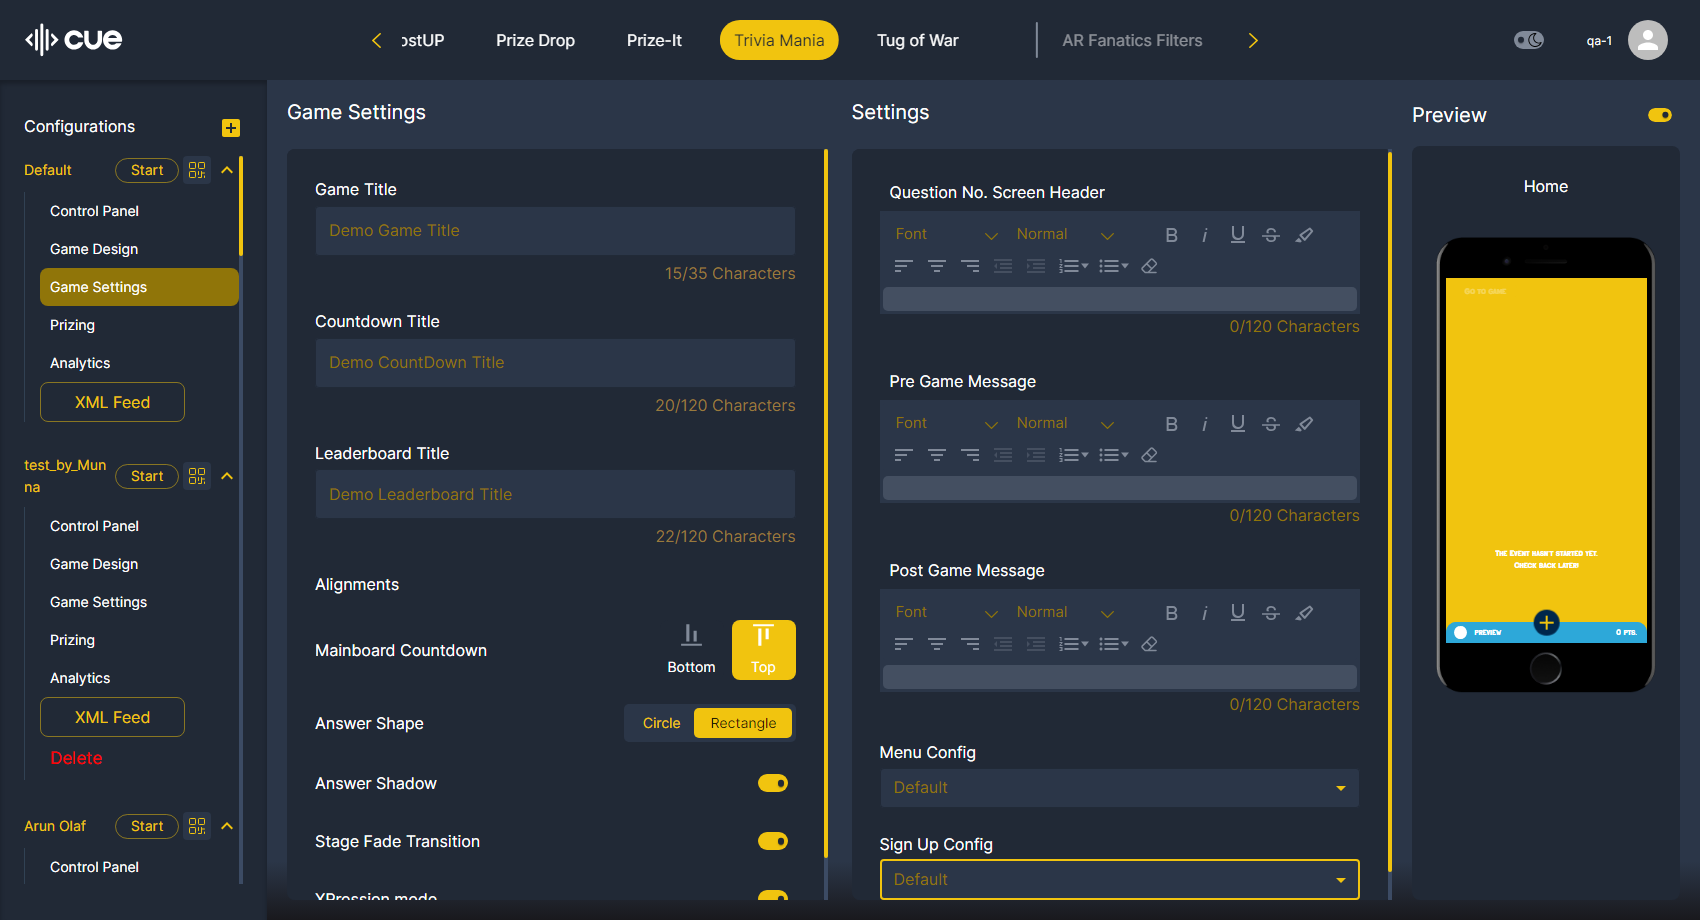 cue
ostUP
Prize Drop
Prize-It
Trivia Mania
Tug of War
AR Fanatics Filters
qa-1
Configurations
Default
Start
Control Panel
Game Design
Game Settings
Prizing
Analytics
XML Feed
test_by_Mun
na
Start
Control Panel
Game Design
Game Settings
Prizing
Analytics
XML Feed
Delete
Arun Olaf
Start
Control Panel
Game Settings
Game Title
Demo Game Title
15/35 Characters
Countdown Title
Demo CountDown Title
20/120 Characters
Leaderboard Title
Demo Leaderboard Title
22/120 Characters
Alignments
Mainboard Countdown
Bottom
Top
Answer Shape
Circle
Rectangle
Answer Shadow
Stage Fade Transition
XPression mode
Settings
Question No. Screen Header
Font
Normal
B i U S
0/120 Characters
Pre Game Message
Font
Normal
B i U S
0/120 Characters
Post Game Message
Font
Normal
B i U S
0/120 Characters
Menu Config
Default
Sign Up Config
Default
Preview
Home
Go to game
The Event hasn't started yet.
Check back later!
PREVIEW
0 PTS.